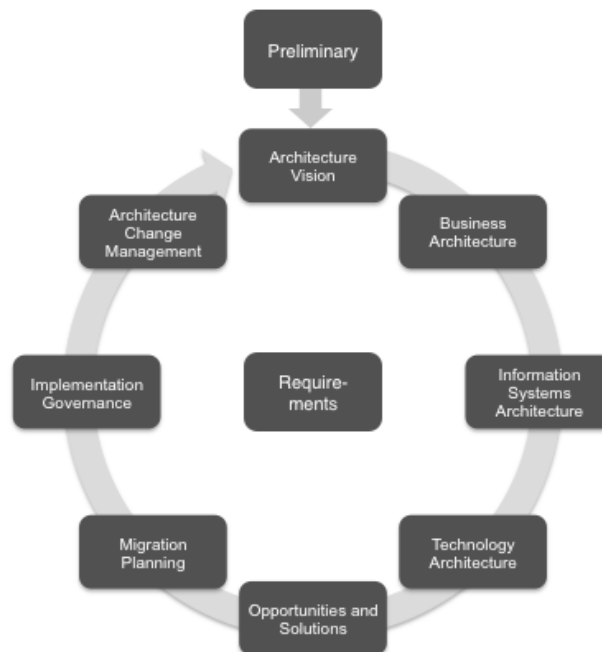 Preliminary
Architecture
Vision
Business
Architecture
Information
Systems
Architecture
Technology
Architecture
Opportunities and
Solutions
Migration
Planning
Implementation
Governance
Architecture
Change
Management
Require-
ments